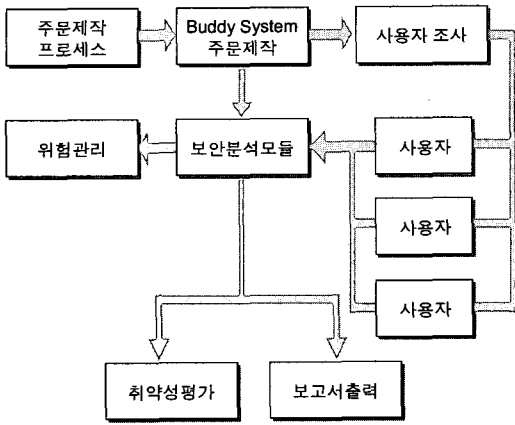 주문제작
프로세스
Buddy System
주문제작
사용자 조사
위험관리
보안분석모듈
사용자
사용자
사용자
취약성평가
보고서출력